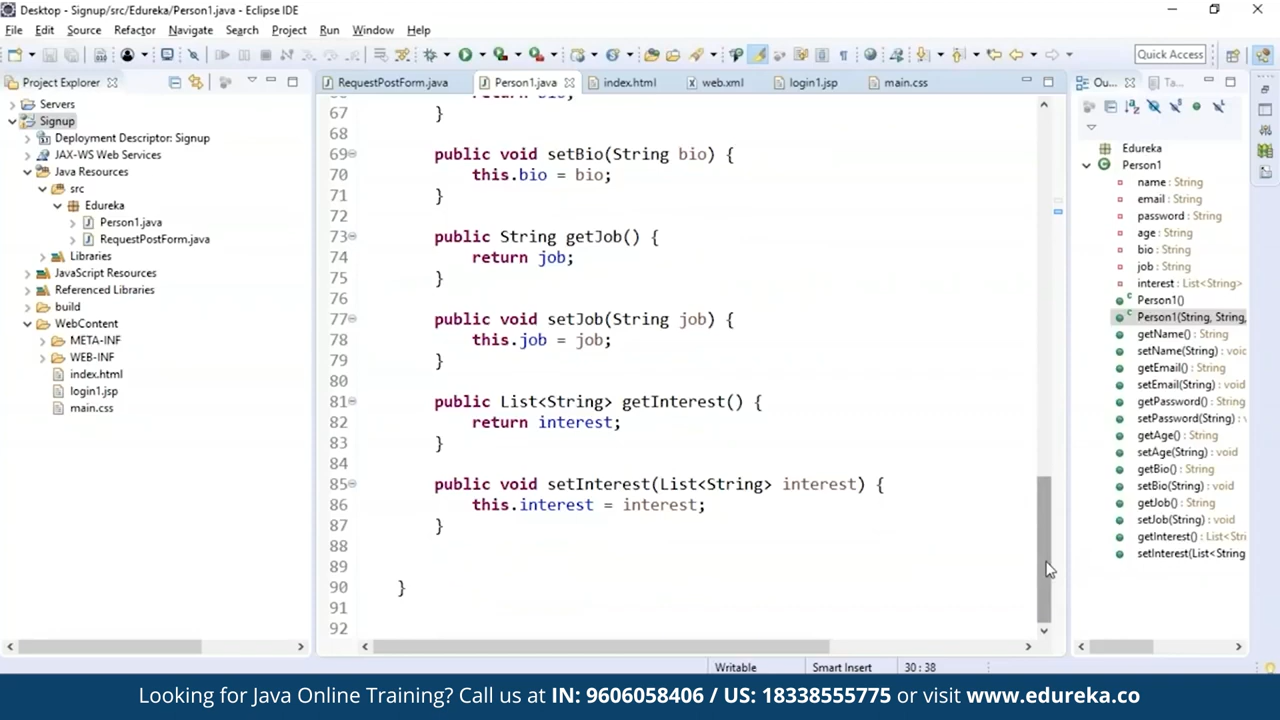 Desktop - Signup/src/Edureka/Person1.java - Eclipse IDE
File Edit Source Refactor Navigate Search Project Run Window Help
Quick Access
Project Explorer
RequestPostForm.java Person1.java index.html web.xml login1.jsp main.css
Ou... Ta...
Servers
Signup
Deployment Descriptor: Signup
JAX-WS Web Services
Java Resources
src
Edureka
Person1.java
RequestPostForm.java
Libraries
JavaScript Resources
Referenced Libraries
build
WebContent
META-INF
WEB-INF
index.html
login1.jsp
main.css
67 }
68
69 public void setBio(String bio) {
70 this.bio = bio;
71 }
72
73 public String getJob() {
74 return job;
75 }
76
77 public void setJob(String job) {
78 this.job = job;
79 }
80
81 public List<String> getInterest() {
82 return interest;
83 }
84
85 public void setInterest(List<String> interest) {
86 this.interest = interest;
87 }
88
89
90 }
91
92
Edureka
Person1
name : String
email : String
password : String
age : String
bio : String
job : String
interest : List<String>
Person1()
Person1(String, String,
getName() : String
setName(String) : void
getEmail() : String
setEmail(String) : void
getPassword() : String
setPassword(String) :
getAge() : String
setAge(String) : void
getBio() : String
setBio(String) : void
getJob() : String
setJob(String) : void
getInterest() : List<Stri
setInterest(List<String
Writable Smart Insert 30 : 38
Looking for Java Online Training? Call us at IN: 9606058406 / US: 18338555775 or visit www.edureka.co